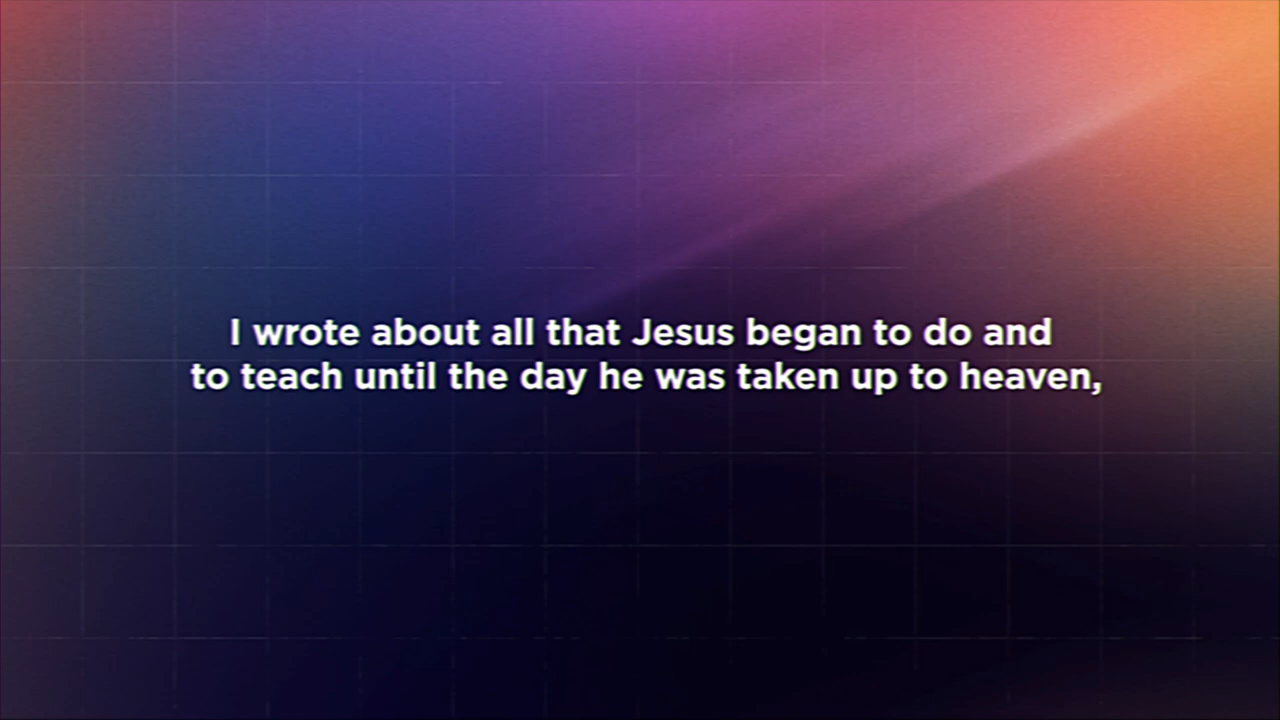 I wrote about all that Jesus began to do and
to teach until the day he was taken up to heaven,